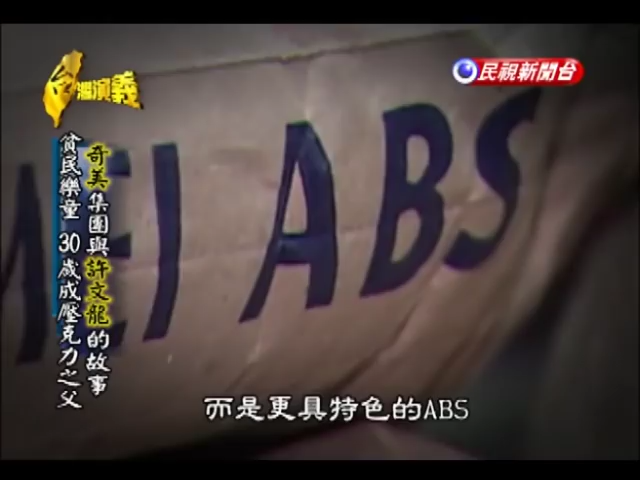 台灣演義
民視新聞台
奇美集團與許文龍的故事
貧民樂童 30歲成壓克力之父
MEI ABS
而是更具特色的ABS